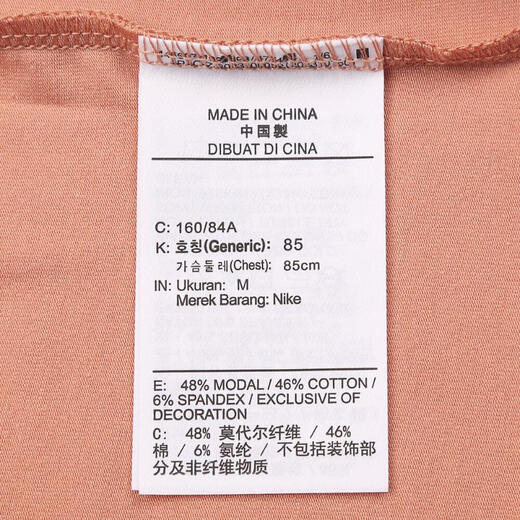 MADE IN CHINA
中国製
DIBUAT DI CINA
C: 160/84A
K: 호칭(Generic): 85
가슴둘레(Chest): 85cm
IN: Ukuran: M
Merek Barang: Nike
E: 48% MODAL / 46% COTTON /
6% SPANDEX / EXCLUSIVE OF
DECORATION
C: 48% 莫代尔纤维 / 46%
棉 / 6% 氨纶 / 不包括装饰部
分及非纤维物质